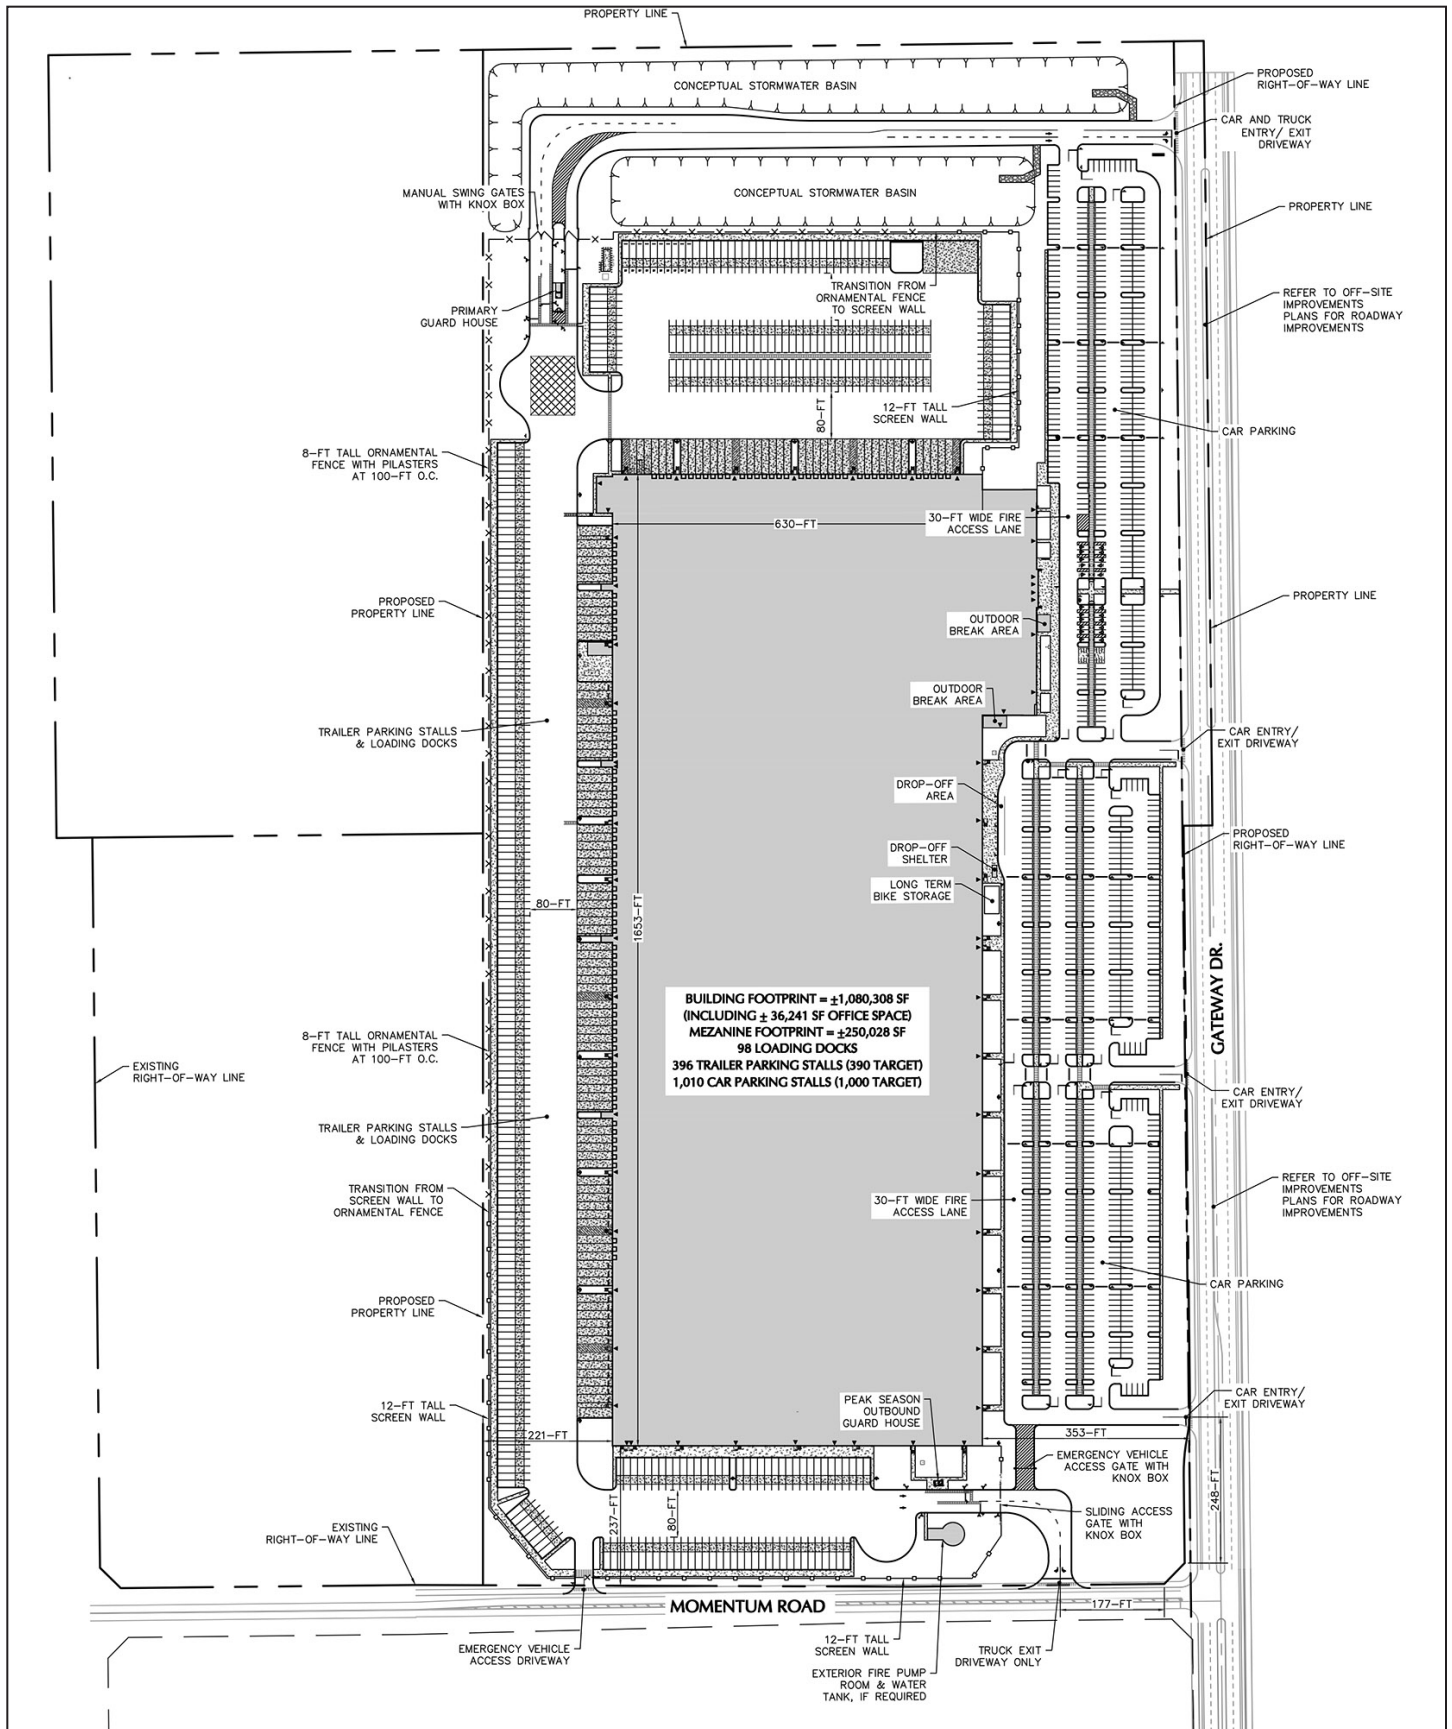 PROPERTY LINE
CONCEPTUAL STORMWATER BASIN
PROPOSED
RIGHT-OF-WAY LINE
CAR AND TRUCK
ENTRY/ EXIT
DRIVEWAY
MANUAL SWING GATES
WITH KNOX BOX
CONCEPTUAL STORMWATER BASIN
PROPERTY LINE
TRANSITION FROM
ORNAMENTAL FENCE
TO SCREEN WALL
PRIMARY
GUARD HOUSE
REFER TO OFF-SITE
IMPROVEMENTS
PLANS FOR ROADWAY
IMPROVEMENTS
80-FT
12-FT TALL
SCREEN WALL
CAR PARKING
8-FT TALL ORNAMENTAL
FENCE WITH PILASTERS
AT 100-FT O.C.
630-FT
30-FT WIDE FIRE
ACCESS LANE
PROPOSED
PROPERTY LINE
OUTDOOR
BREAK AREA
PROPERTY LINE
OUTDOOR
BREAK AREA
TRAILER PARKING STALLS
& LOADING DOCKS
CAR ENTRY/
EXIT DRIVEWAY
DROP-OFF
AREA
DROP-OFF
SHELTER
PROPOSED
RIGHT-OF-WAY LINE
LONG TERM
BIKE STORAGE
80-FT
1653-FT
GATEWAY DR.
BUILDING FOOTPRINT = ±1,080,308 SF
(INCLUDING ± 36,241 SF OFFICE SPACE)
MEZANINE FOOTPRINT = ±250,028 SF
98 LOADING DOCKS
396 TRAILER PARKING STALLS (390 TARGET)
1,010 CAR PARKING STALLS (1,000 TARGET)
8-FT TALL ORNAMENTAL
FENCE WITH PILASTERS
AT 100-FT O.C.
EXISTING
RIGHT-OF-WAY LINE
CAR ENTRY/
EXIT DRIVEWAY
TRAILER PARKING STALLS
& LOADING DOCKS
TRANSITION FROM
SCREEN WALL TO
ORNAMENTAL FENCE
30-FT WIDE FIRE
ACCESS LANE
REFER TO OFF-SITE
IMPROVEMENTS
PLANS FOR ROADWAY
IMPROVEMENTS
PROPOSED
PROPERTY LINE
CAR PARKING
12-FT TALL
SCREEN WALL
PEAK SEASON
OUTBOUND
GUARD HOUSE
CAR ENTRY/
EXIT DRIVEWAY
221-FT
353-FT
EMERGENCY VEHICLE
ACCESS GATE WITH
KNOX BOX
248-FT
237-FT
80-FT
SLIDING ACCESS
GATE WITH
KNOX BOX
EXISTING
RIGHT-OF-WAY LINE
MOMENTUM ROAD
177-FT
EMERGENCY VEHICLE
ACCESS DRIVEWAY
12-FT TALL
SCREEN WALL
TRUCK EXIT
DRIVEWAY ONLY
EXTERIOR FIRE PUMP
ROOM & WATER
TANK, IF REQUIRED